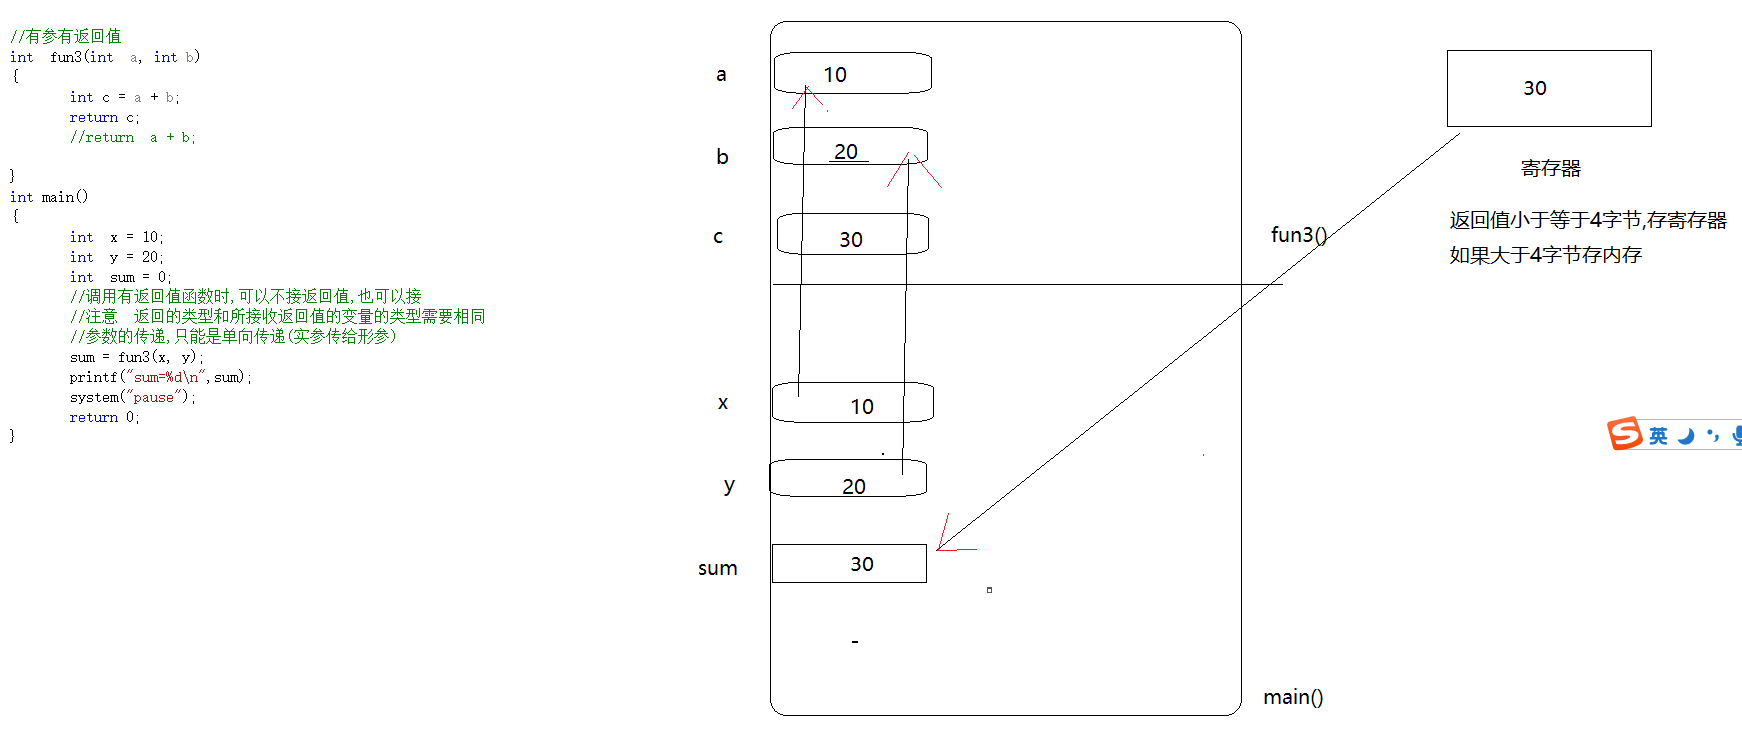 //有参有返回值
int  fun3(int  a, int b)
{
int c = a + b;
return c;
//return  a + b;
}
int main()
{
int  x = 10;
int  y = 20;
int  sum = 0;
//调用有返回值函数时,可以不接返回值,也可以接
//注意  返回的类型和所接收返回值的变量的类型需要相同
//参数的传递,只能是单向传递(实参传给形参)
sum = fun3(x, y);
printf("sum=%d\n",sum);
system("pause");
return 0;
}
a
10
b
20
c
30
fun3()
x
10
y
20
sum
30
-
main()
30
寄存器
返回值小于等于4字节,存寄存器
如果大于4字节存内存
S
英